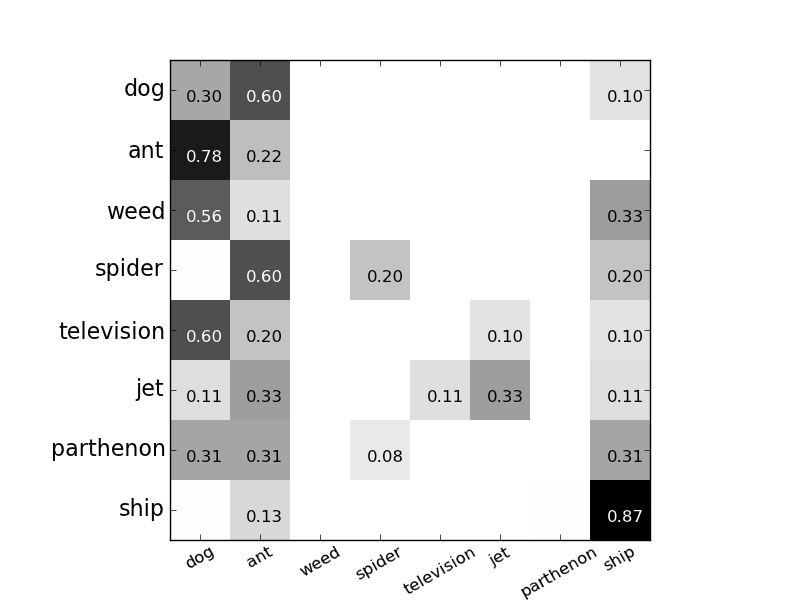 dog 0.30 0.60 0.10
ant 0.78 0.22
weed 0.56 0.11 0.33
spider 0.60 0.20 0.20
television 0.60 0.20 0.10 0.10
jet 0.11 0.33 0.11 0.33 0.11
parthenon 0.31 0.31 0.08 0.31
ship 0.13 0.87
dog ant weed spider television jet parthenon ship